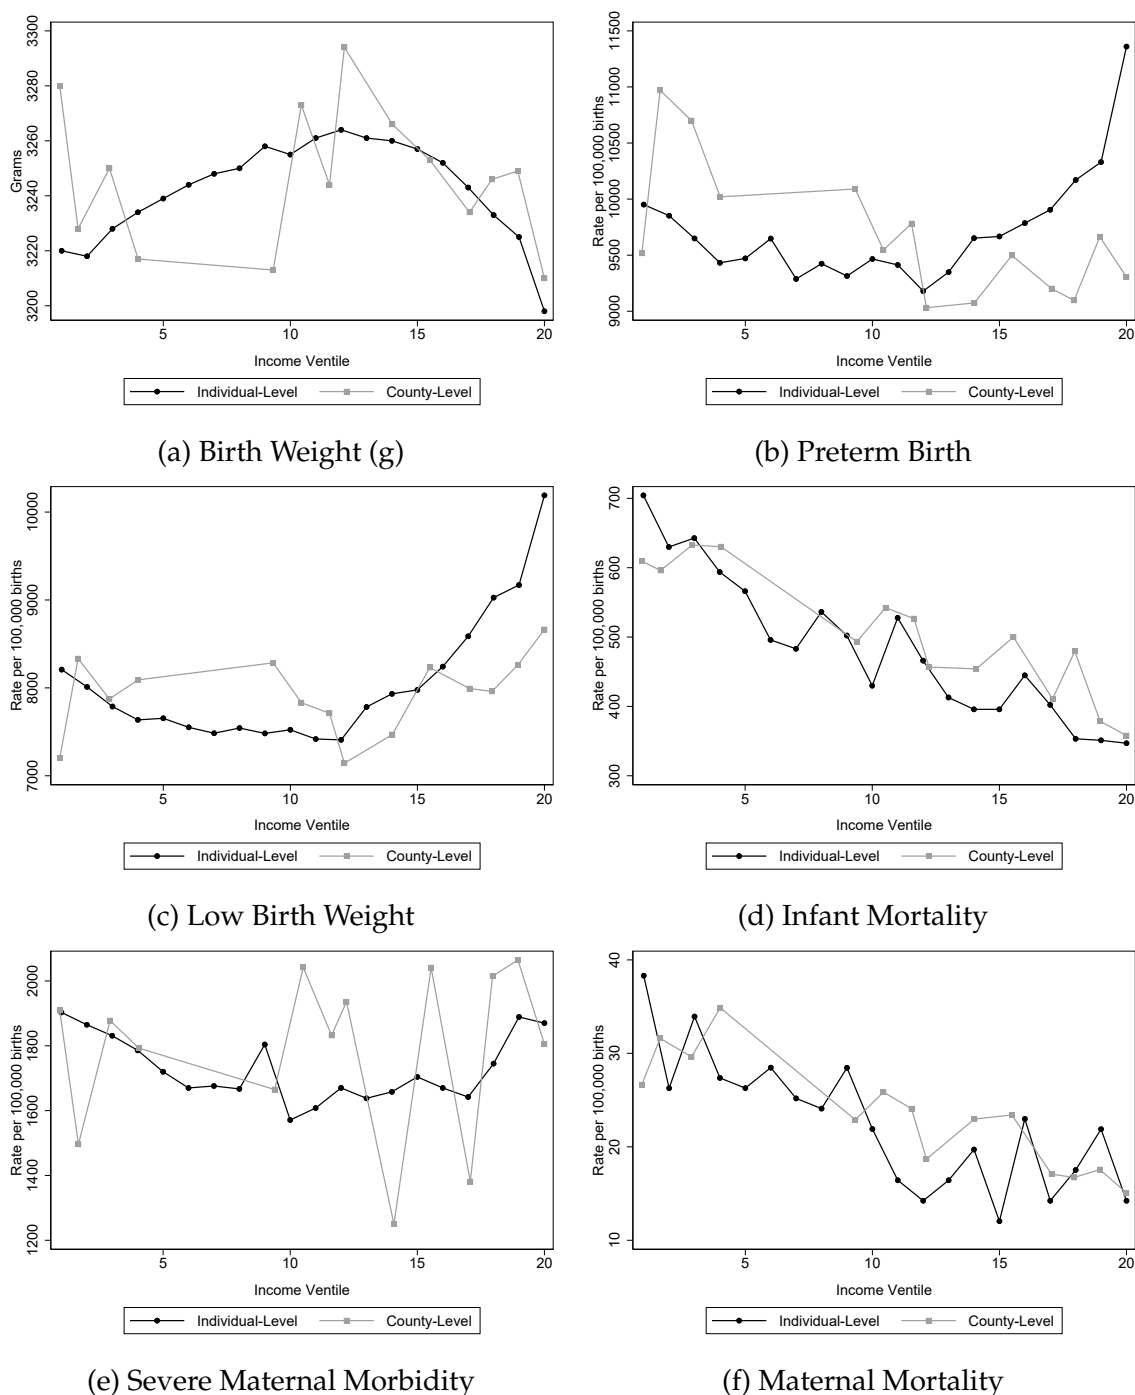 3200 3220 3240 3260 3280 3300
Grams
5 10 15 20
Income Ventile
Individual-Level County-Level
(a) Birth Weight (g)
9000 9500 10000 10500 11000 11500
Rate per 100,000 births
5 10 15 20
Income Ventile
Individual-Level County-Level
(b) Preterm Birth
7000 8000 9000 10000
Rate per 100,000 births
5 10 15 20
Income Ventile
Individual-Level County-Level
(c) Low Birth Weight
300 400 500 600 700
Rate per 100,000 births
5 10 15 20
Income Ventile
Individual-Level County-Level
(d) Infant Mortality
1200 1400 1600 1800 2000
Rate per 100,000 births
5 10 15 20
Income Ventile
Individual-Level County-Level
(e) Severe Maternal Morbidity
10 20 30 40
Rate per 100,000 births
5 10 15 20
Income Ventile
Individual-Level County-Level
(f) Maternal Mortality